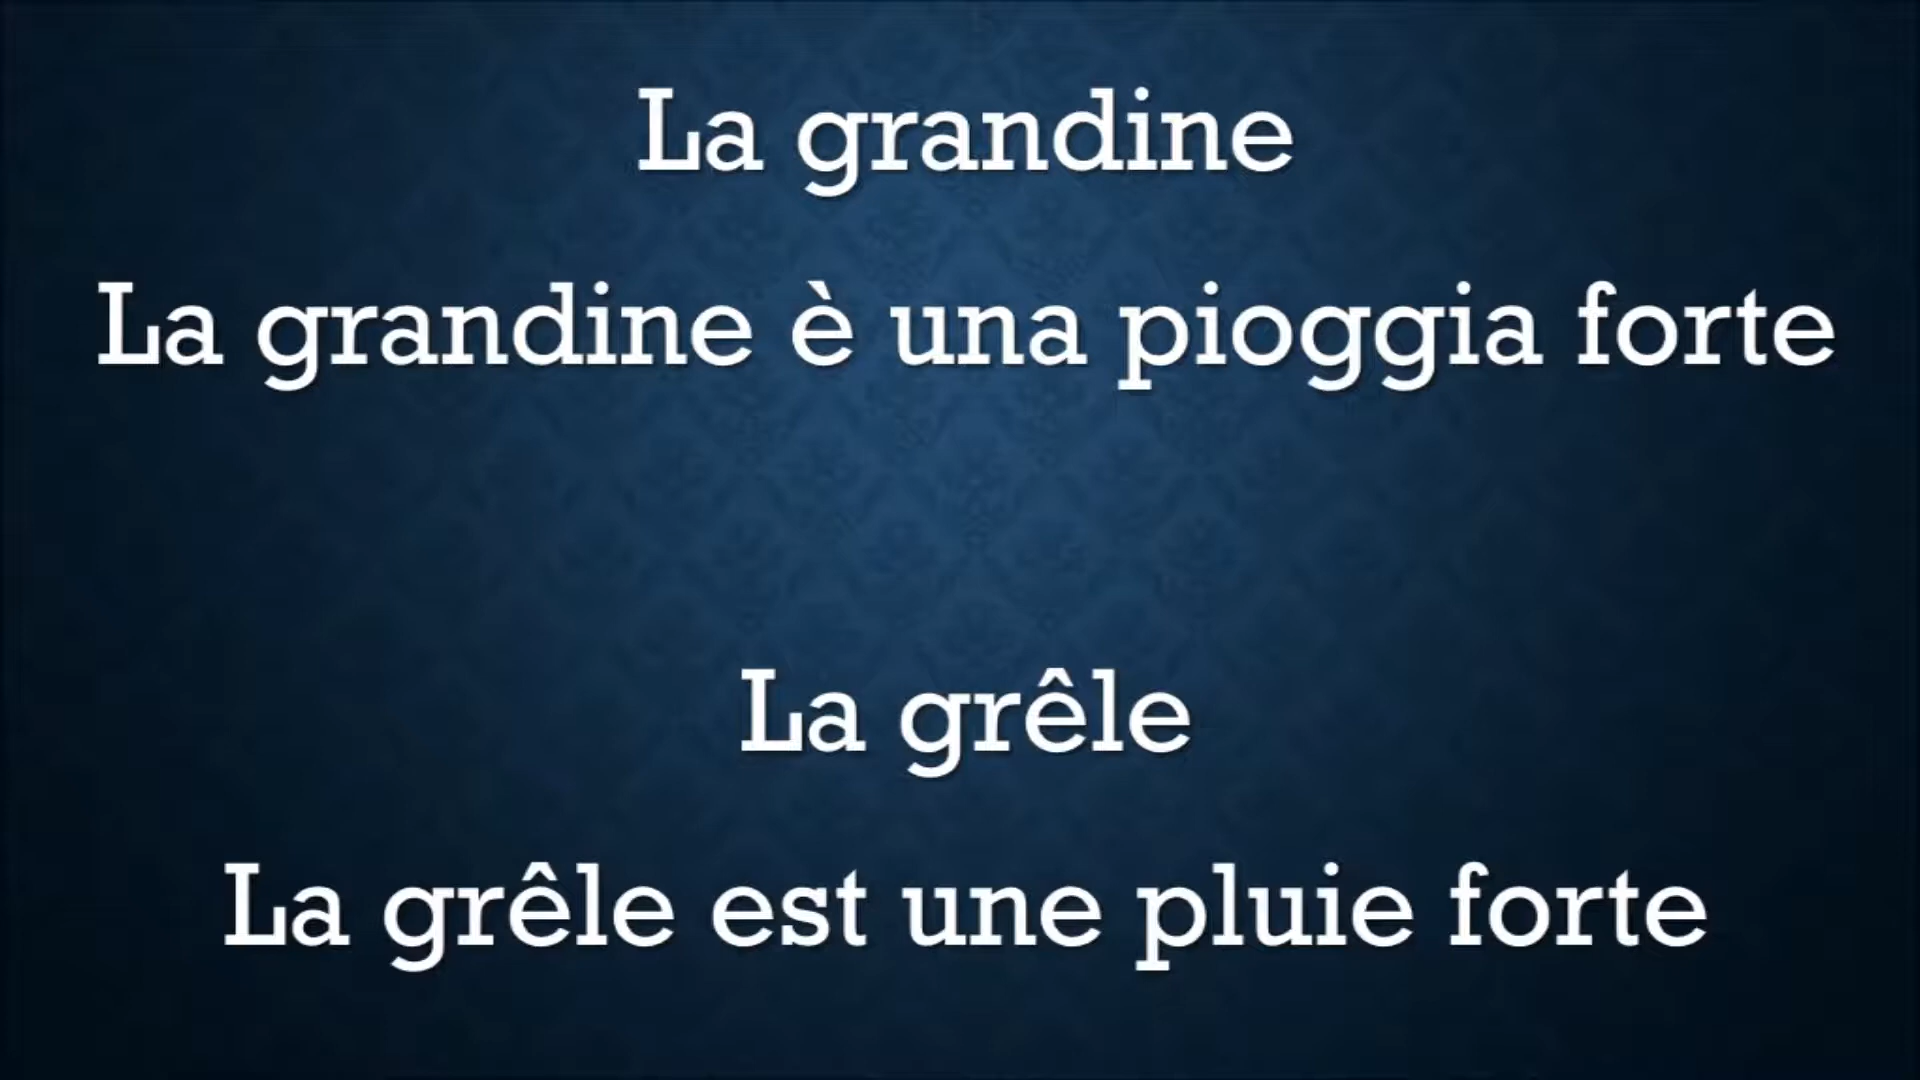 La grandine
La grandine è una pioggia forte
La grêle
La grêle est une pluie forte